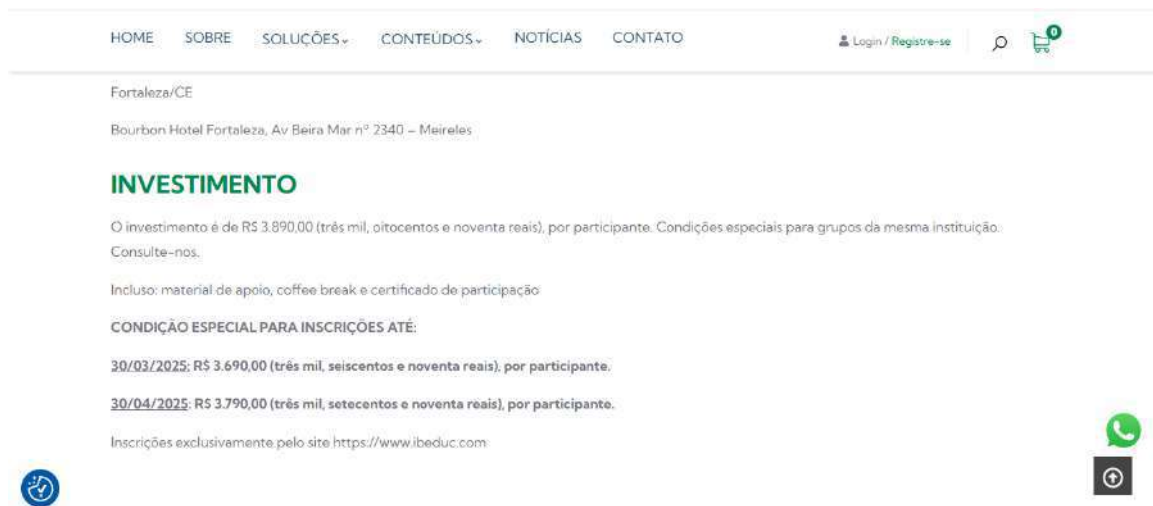 HOME SOBRE SOLUÇÕES CONTEÚDOS NOTÍCIAS CONTATO Login / Registre-se 0
Fortaleza/CE
Bourbon Hotel Fortaleza, Av Beira Mar nº 2340 – Meireles
INVESTIMENTO
O investimento é de R$ 3.890,00 (três mil, oitocentos e noventa reais), por participante. Condições especiais para grupos da mesma instituição.
Consulte-nos.
Incluso: material de apoio, coffee break e certificado de participação
CONDIÇÃO ESPECIAL PARA INSCRIÇÕES ATÉ:
30/03/2025: R$ 3.690,00 (três mil, seiscentos e noventa reais), por participante.
30/04/2025: R$ 3.790,00 (três mil, setecentos e noventa reais), por participante.
Inscrições exclusivamente pelo site https://www.ibeduc.com